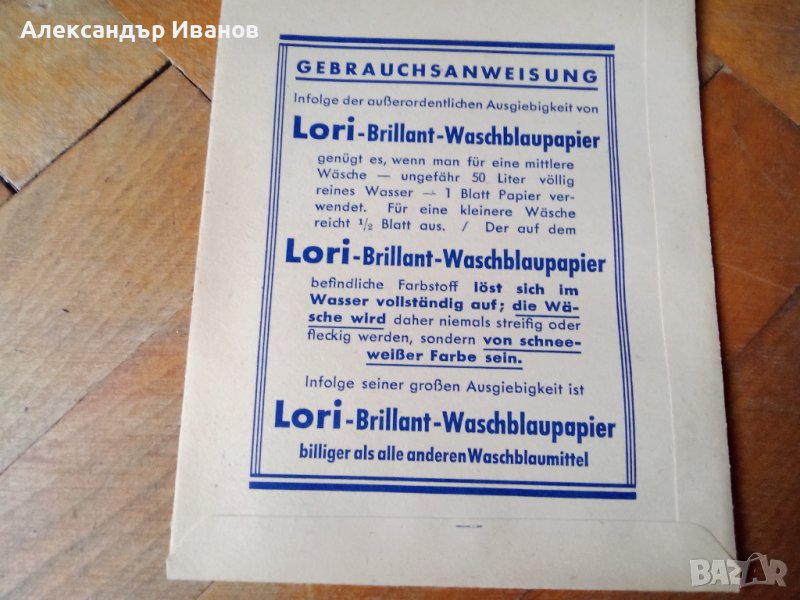 Александър Иванов
GEBRAUCHSANWEISUNG
Infolge der außerordentlichen Ausgiebigkeit von
Lori-Brillant-Waschblaupapier
genügt es, wenn man für eine mittlere
Wäsche — ungefähr 50 Liter völlig
reines Wasser — 1 Blatt Papier ver-
wendet. Für eine kleinere Wäsche
reicht 1/2 Blatt aus. / Der auf dem
Lori-Brillant-Waschblaupapier
befindliche Farbstoff löst sich im
Wasser vollständig auf; die Wä-
sche wird daher niemals streifig oder
fleckig werden, sondern von schnee-
weißer Farbe sein.
Infolge seiner großen Ausgiebigkeit ist
Lori-Brillant-Waschblaupapier
billiger als alle anderen Waschblaumittel
BAZAR